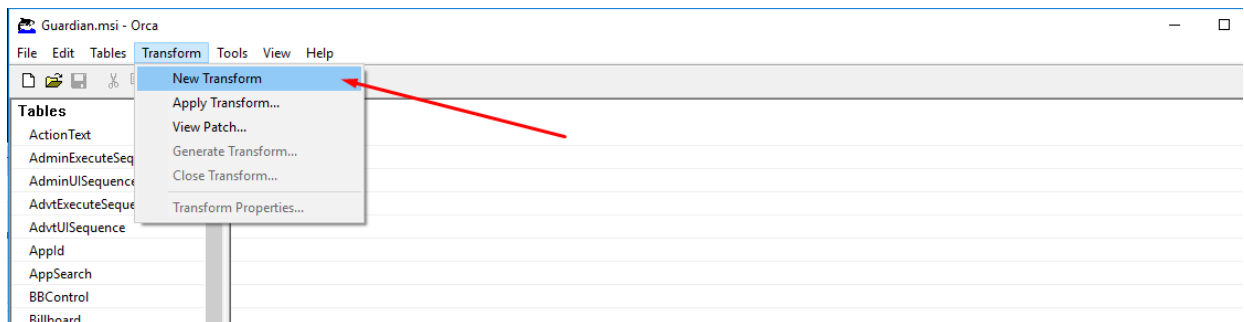 Guardian.msi - Orca
File Edit Tables Transform Tools View Help
New Transform
Apply Transform...
View Patch...
Generate Transform...
Close Transform...
Transform Properties...
Tables
ActionText
AdminExecuteSeq
AdminUISequence
AdvtExecuteSeque
AdvtUISequence
AppId
AppSearch
BBControl
Billboard